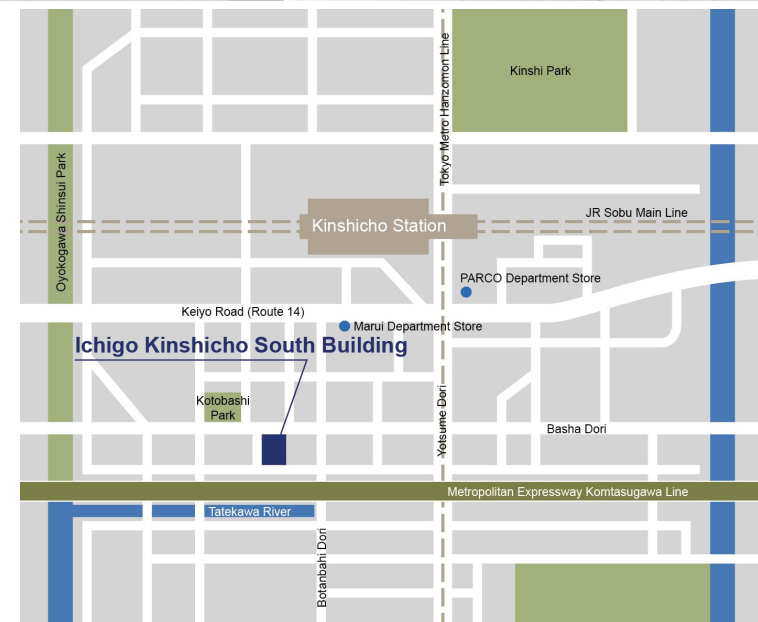 Tokyo Metro Hanzomon Line
Kinshi Park
Oyokogawa Shinsui Park
JR Sobu Main Line
Kinshicho Station
PARCO Department Store
Keiyo Road (Route 14)
Marui Department Store
Ichigo Kinshicho South Building
Kotobashi
Park
Yotsume Dori
Basha Dori
Metropolitan Expressway Komtasugawa Line
Tatekawa River
Botanbahi Dori